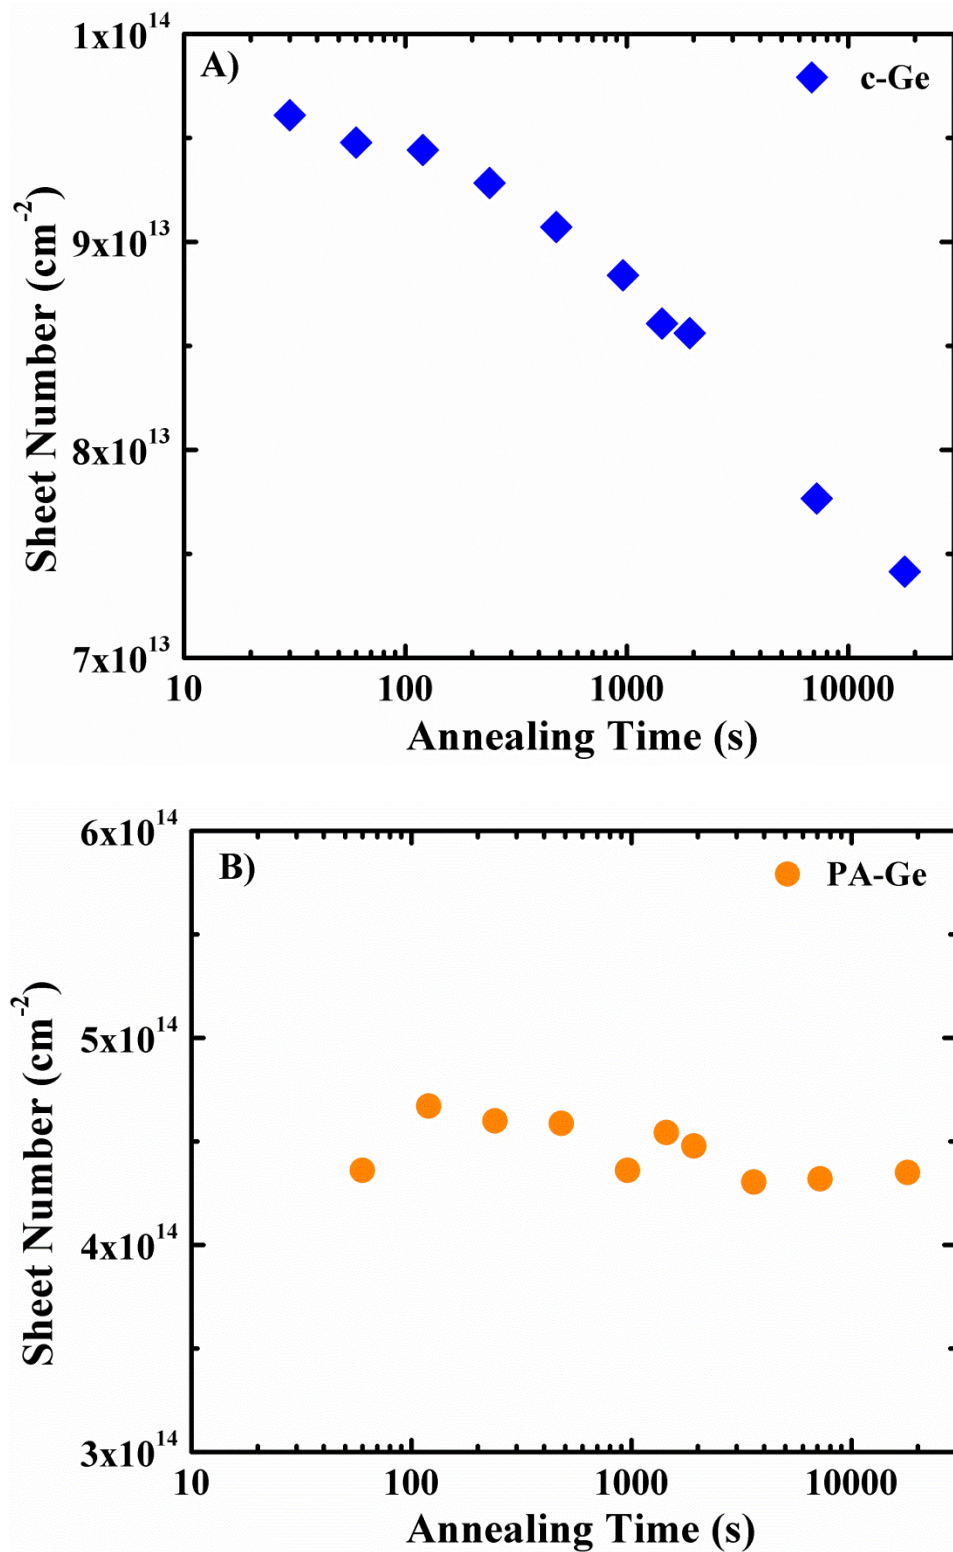 A)
c-Ge
1x10^14
9x10^13
8x10^13
7x10^13
Sheet Number (cm^-2)
10 100 1000 10000
Annealing Time (s)
B)
PA-Ge
6x10^14
5x10^14
4x10^14
3x10^14
Sheet Number (cm^-2)
10 100 1000 10000
Annealing Time (s)